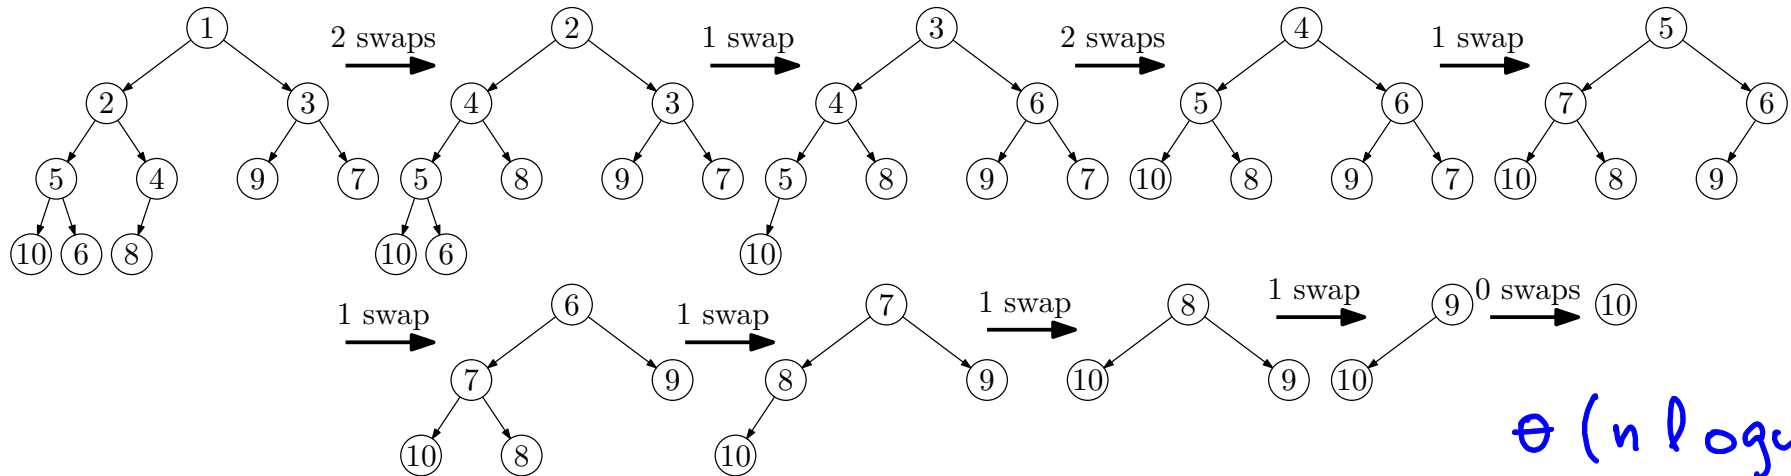 1 2 3 4 5
2 swaps 1 swap 2 swaps 1 swap
2 3 4 3 4 6 5 6 7 6
5 4 9 7 5 8 9 7 5 8 9 7 10 8 9 7 10 8 9
10 6 8 10 6 10
6 7 8 9 10
1 swap 1 swap 1 swap 1 swap 0 swaps
7 9 8 9 10 9 10
10 8 10
θ (n log